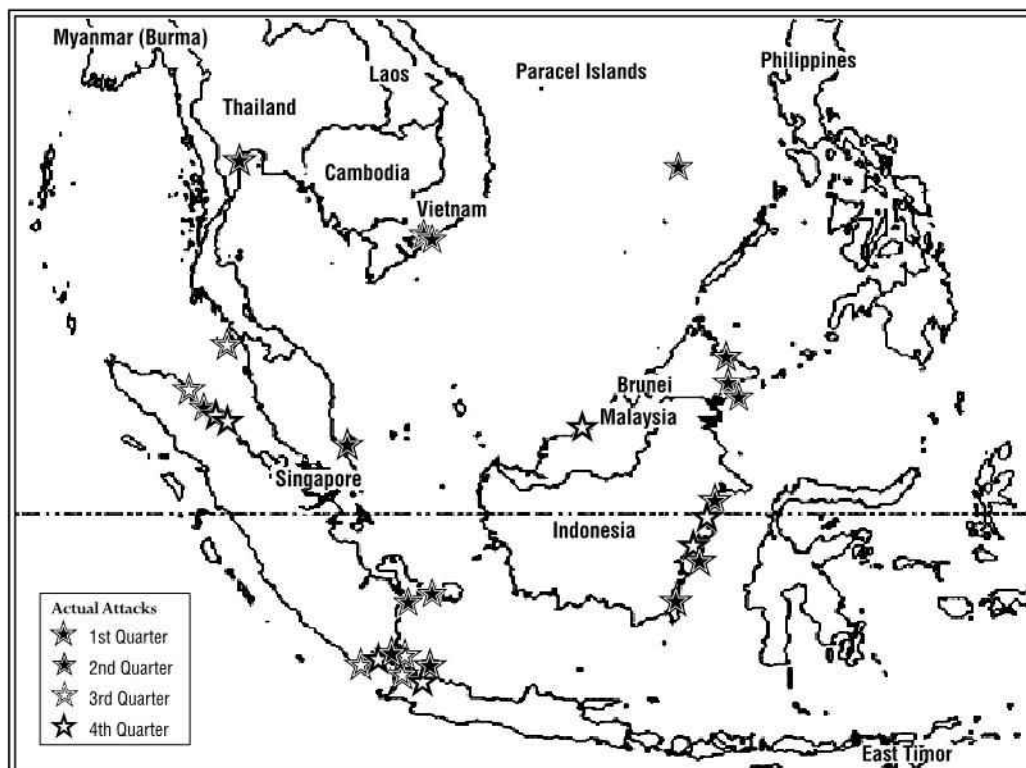 Myanmar (Burma)
Laos
Paracel Islands
Philippines
Thailand
Cambodia
Vietnam
Brunei
Malaysia
Singapore
Indonesia
Actual Attacks
1st Quarter
2nd Quarter
3rd Quarter
4th Quarter
East Timor